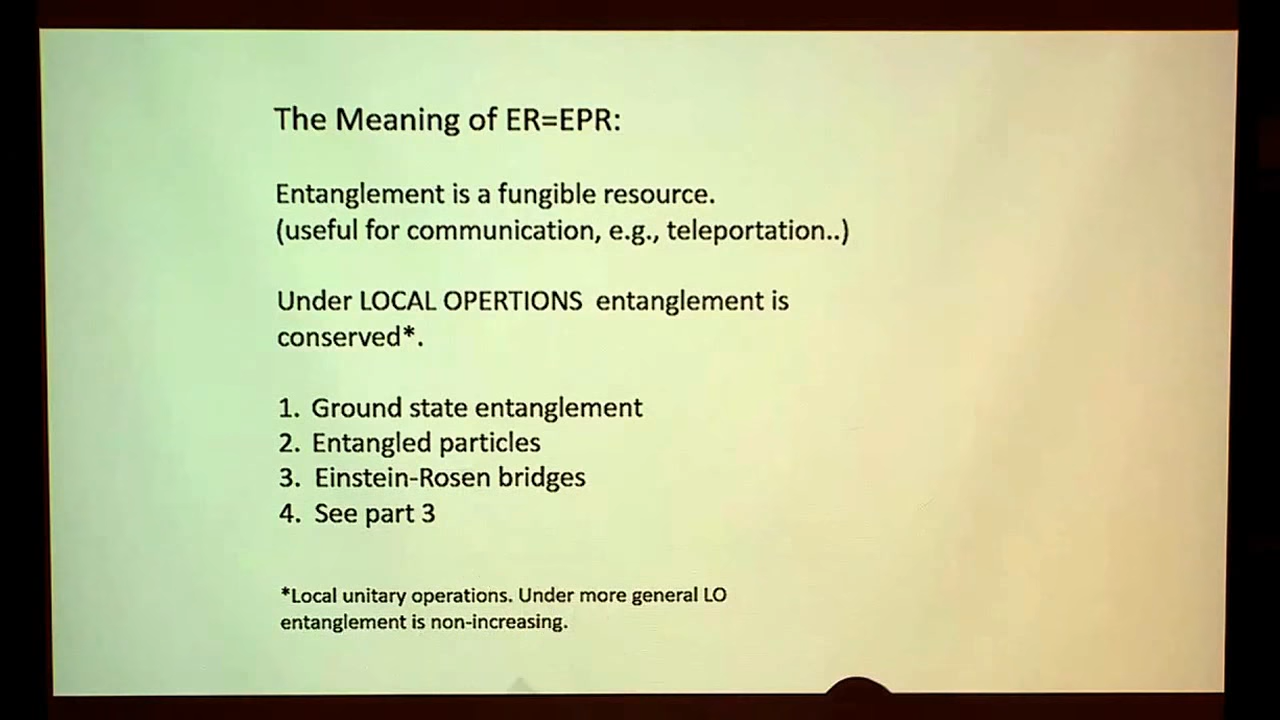 The Meaning of ER=EPR:
Entanglement is a fungible resource.
(useful for communication, e.g., teleportation..)
Under LOCAL OPERTIONS entanglement is
conserved*.
1. Ground state entanglement
2. Entangled particles
3. Einstein-Rosen bridges
4. See part 3
*Local unitary operations. Under more general LO
entanglement is non-increasing.